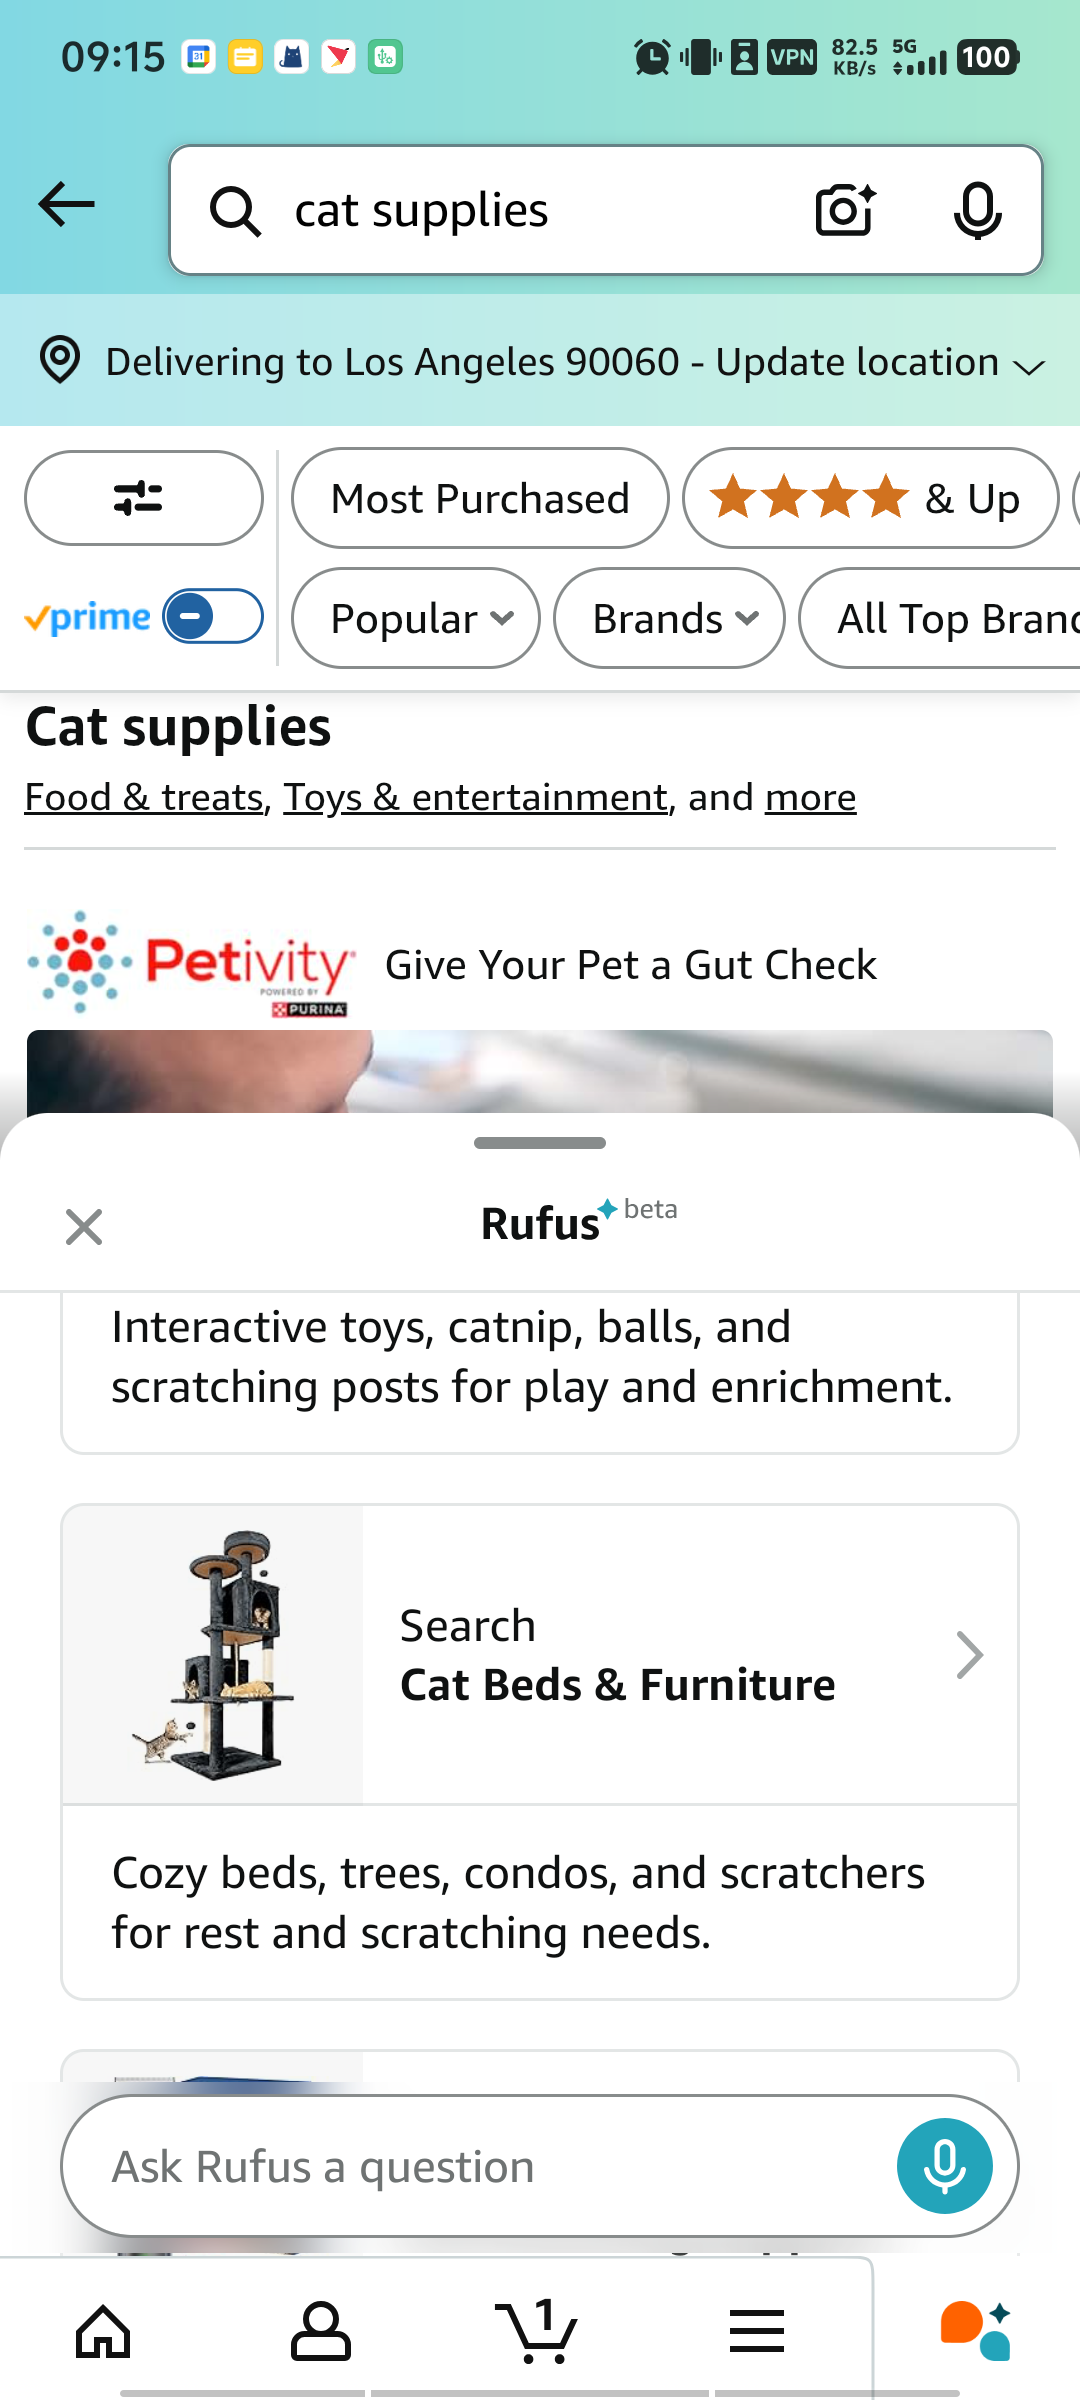 09:15
31
VPN
82.5
KB/s
5G
100
cat supplies
Delivering to Los Angeles 90060 - Update location
Most Purchased
& Up
prime
Popular
Brands
All Top Brand
Cat supplies
Food & treats, Toys & entertainment, and more
Petivity
POWERED BY
PURINA
Give Your Pet a Gut Check
Rufus beta
Interactive toys, catnip, balls, and
scratching posts for play and enrichment.
Search
Cat Beds & Furniture
Cozy beds, trees, condos, and scratchers
for rest and scratching needs.
Ask Rufus a question
1